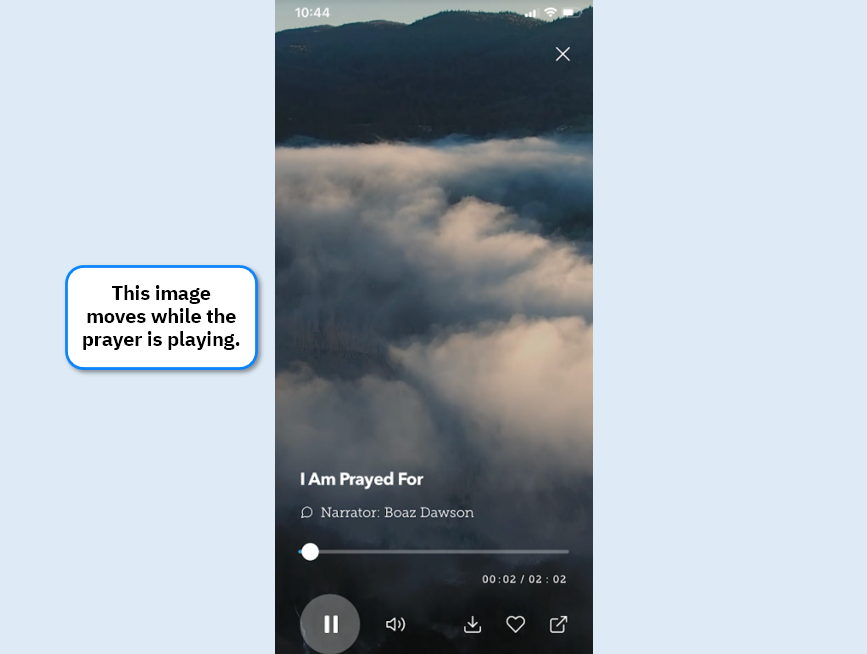 10:44
This image
moves while the
prayer is playing.
I Am Prayed For
Narrator: Boaz Dawson
00:02 / 02 : 02